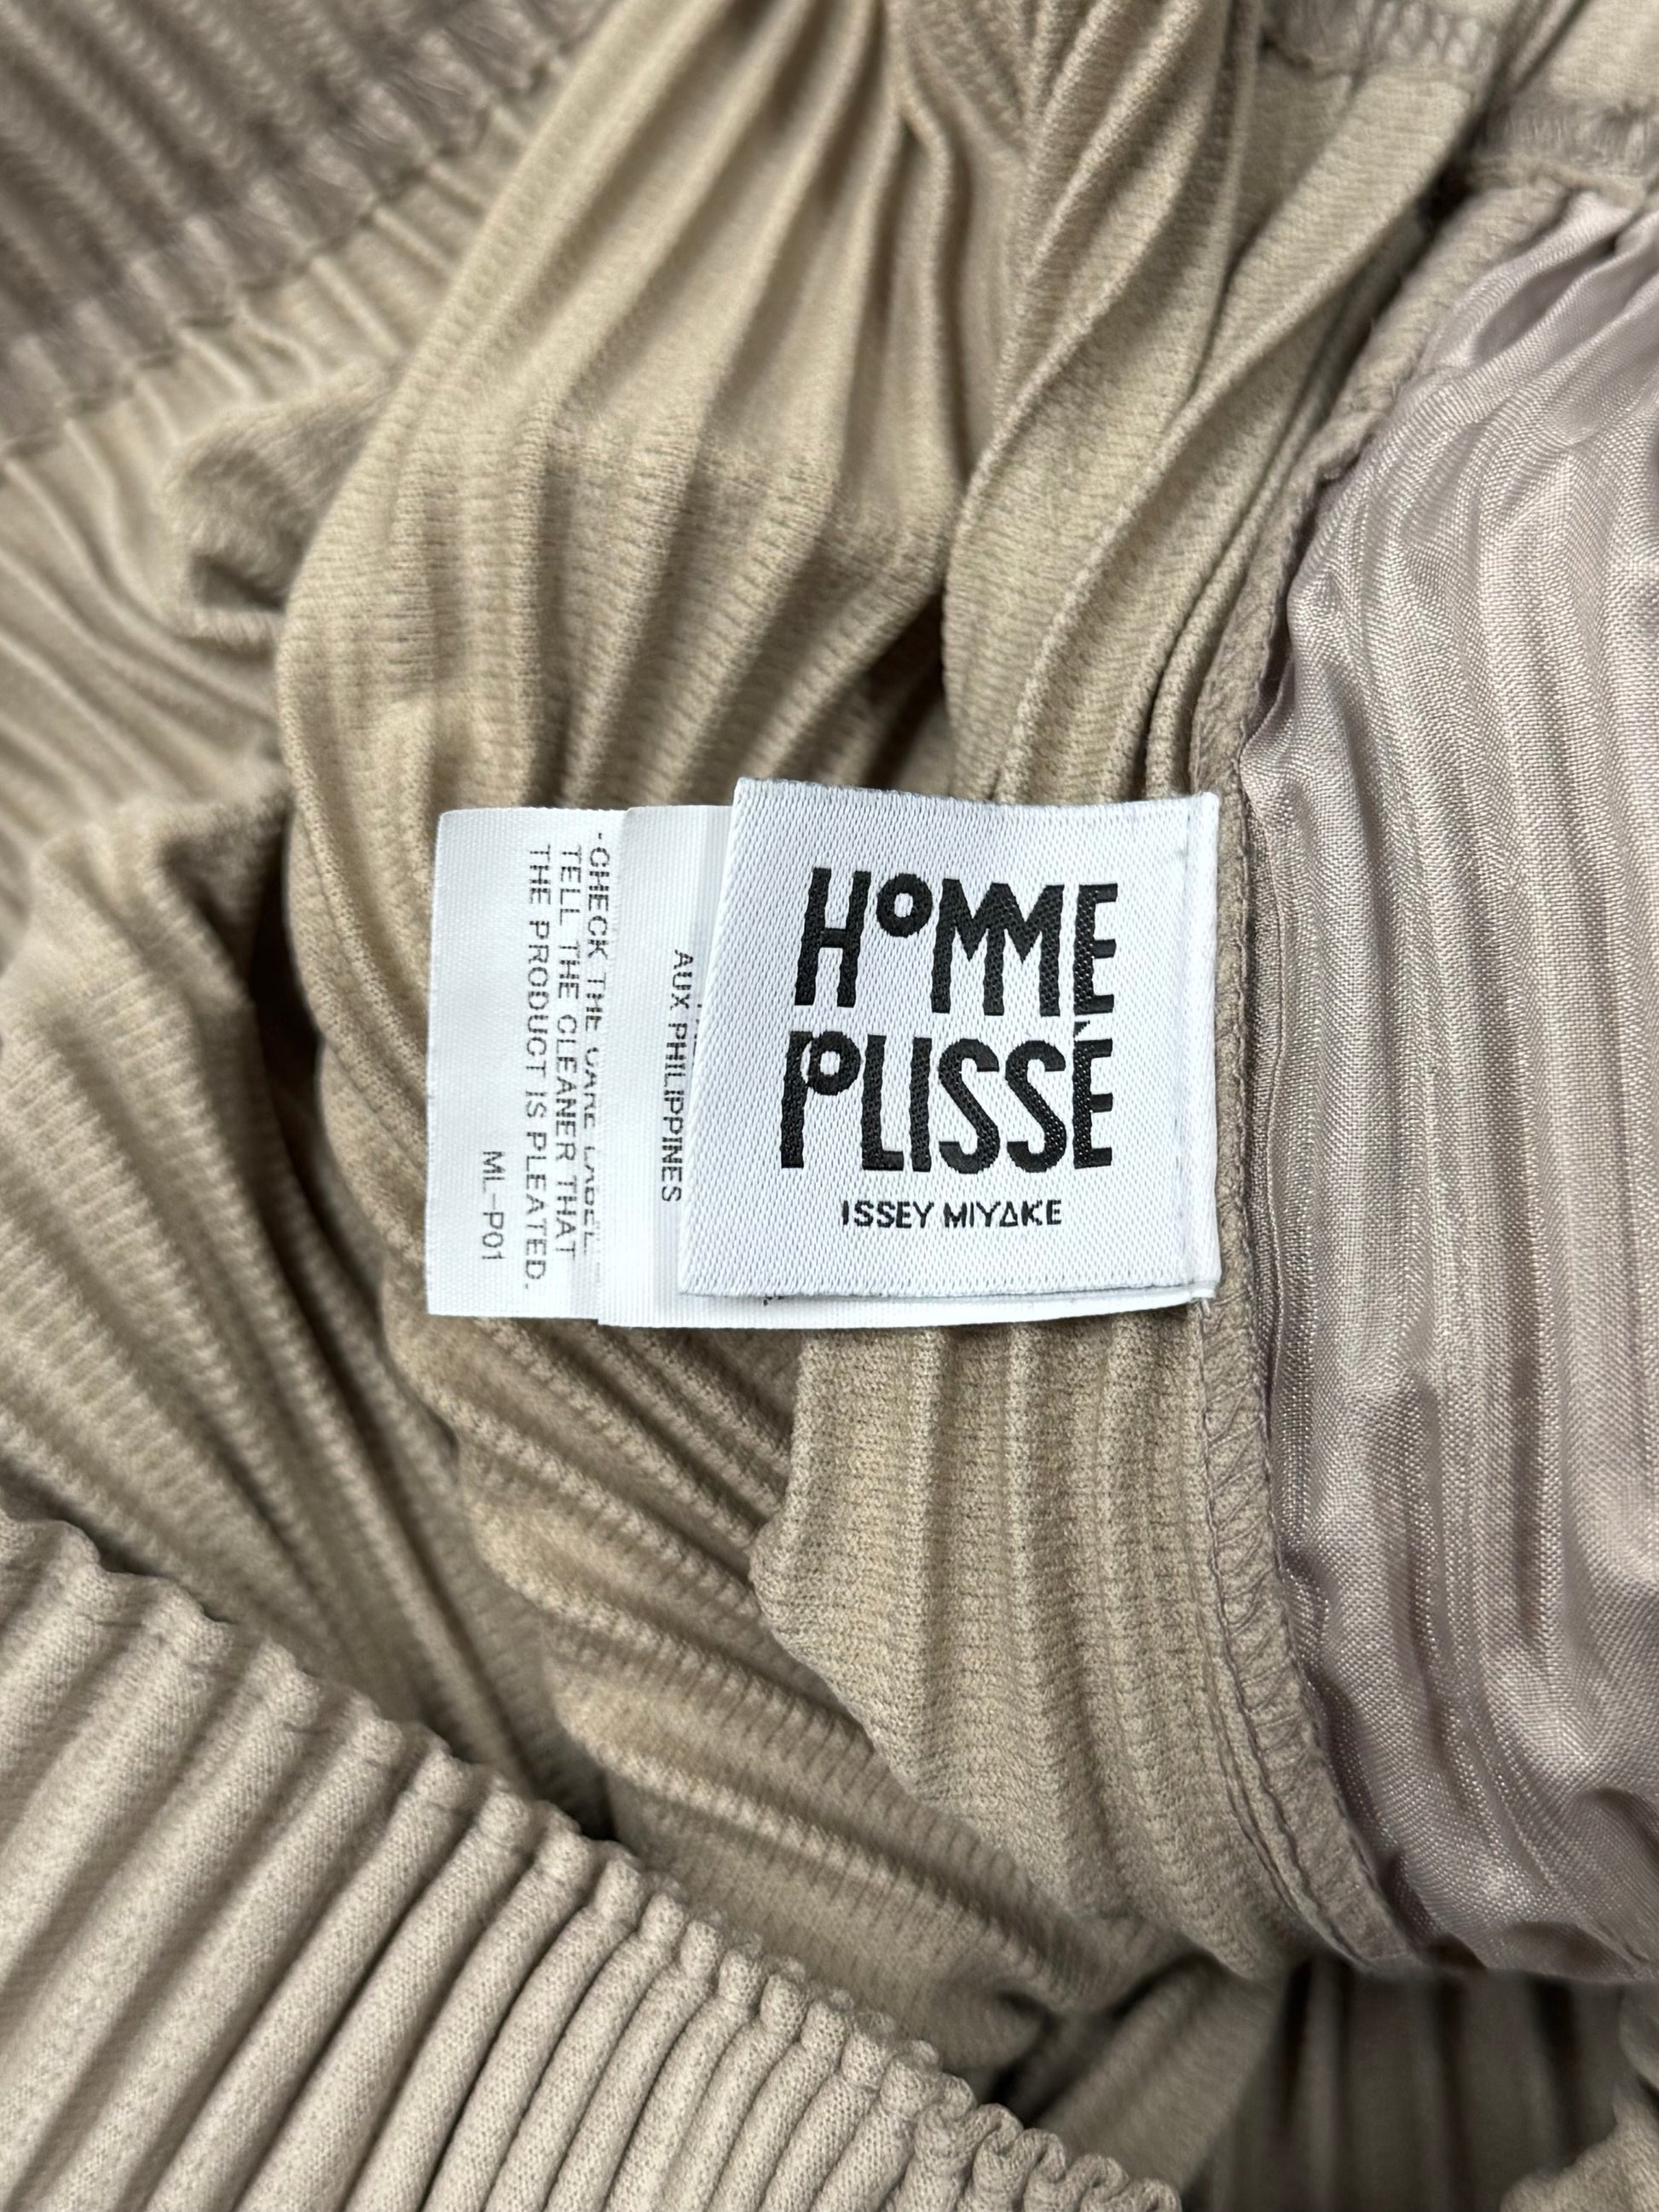 HOMME
PLISSÉ
ISSEY MIYAKE
AUX PHILIPPINES
-CHECK THE CARE LABEL.
TELL THE CLEANER THAT
THE PRODUCT IS PLEATED.
ML-P01